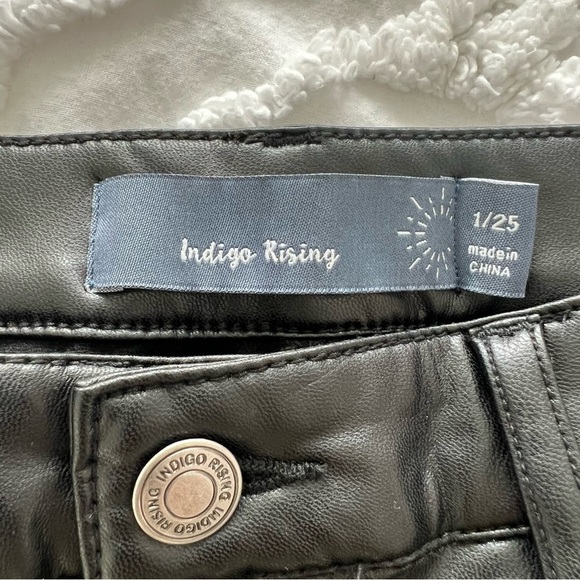 Indigo Rising
1/25
made in
CHINA
INDIGO RISING
INDIGO RISING